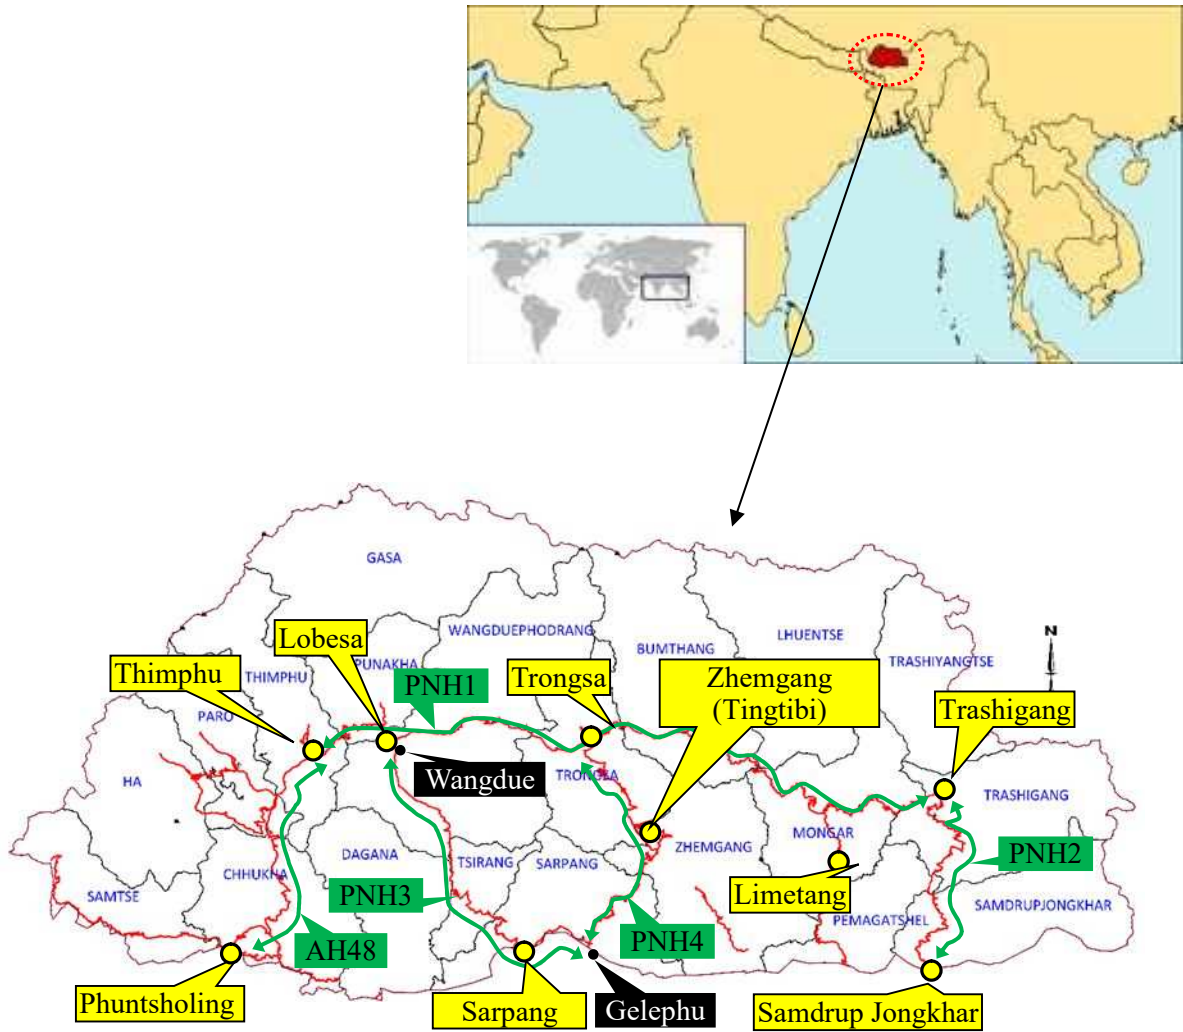 GASA
WANGDUEPHODRANG
LHUENTSE
Lobesa
BUMTHANG
N
PUNAKHA
TRASHIYANGTSE
Thimphu
THIMPHU
PNH1
Trongsa
Zhemgang
(Tingtibi)
Trashigang
PARO
Wangdue
TRONGSA
HA
TRASHIGANG
MONGAR
DAGANA
TSIRANG
SARPANG
ZHEMGANG
PNH2
CHHUKHA
SAMTSE
PNH3
Limetang
SAMDRUPJONGKHAR
PEMAGATSHEL
AH48
PNH4
Phuntsholing
Sarpang
Gelephu
Samdrup Jongkhar